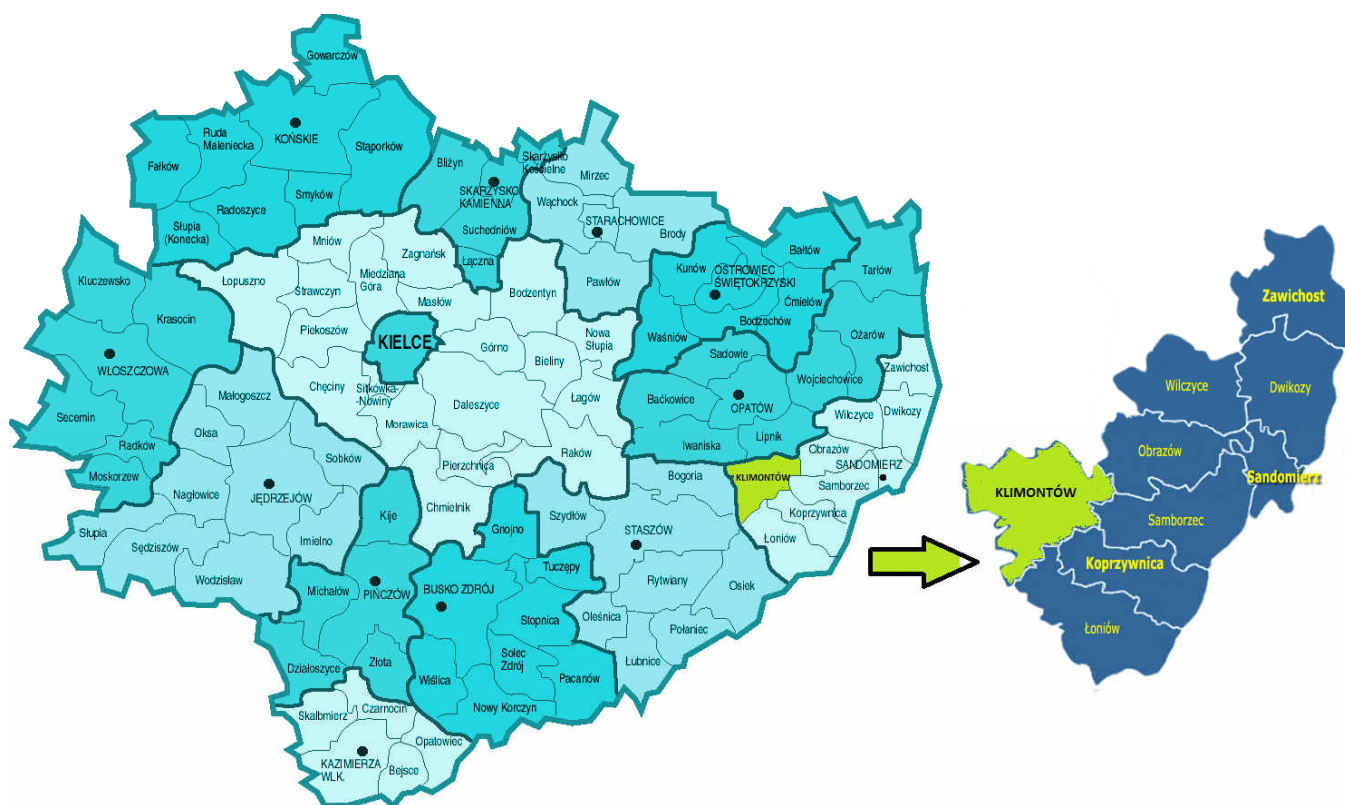 Gowarczów
KOŃSKIE
Ruda
Maleniecka
Stąporków
Fałków
Smyków
Radoszyce
Słupia
(Konecka)
Bliżyn
Skarżysko
Kościelne
SKARŻYSKO
KAMIENNA
Suchedniów
Łączna
Mirzec
Wąchock
STARACHOWICE
Brody
Pawłów
Kunów
Bałtów
OSTROWIEC
ŚWIĘTOKRZYSKI
Ćmielów
Bodzechów
Waśniów
Tarłów
Ożarów
Sadowie
Wojciechowice
Baćkowice
OPATÓW
Iwaniska
Lipnik
Kluczewsko
Krasocin
WŁOSZCZOWA
Secemin
Radków
Moskorzew
Mniów
Zagnańsk
Łopuszno
Miedziana
Góra
Strawczyn
Masłów
Bodzentyn
Piekoszów
KIELCE
Górno
Bieliny
Nowa
Słupia
Chęciny
Sitkówka
-Nowiny
Morawica
Daleszyce
Łagów
Pierzchnica
Raków
Chmielnik
Małogoszcz
Oksa
Sobków
Nagłowice
JĘDRZEJÓW
Słupia
Sędziszów
Imielno
Wodzisław
Kije
Michałów
PIŃCZÓW
Działoszyce
Złota
Gnojno
BUSKO ZDRÓJ
Tuczępy
Stopnica
Solec
Zdrój
Wiślica
Pacanów
Nowy Korczyn
Bogoria
Szydłów
STASZÓW
Rytwiany
Osiek
Oleśnica
Połaniec
Łubnice
Skalbmierz
Czarnocin
Opatowiec
KAZIMIERZA
WLK.
Bejsce
Zawichost
Wilczyce
Dwikozy
Obrazów
SANDOMIERZ
KLIMONTÓW
Samborzec
Koprzywnica
Łoniów
Zawichost
Wilczyce
Dwikozy
Obrazów
Sandomierz
KLIMONTÓW
Samborzec
Koprzywnica
Łoniów